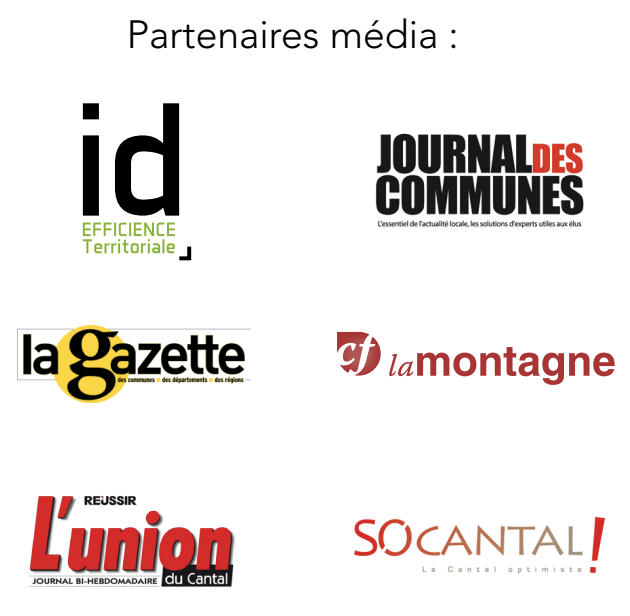 Partenaires média :
id
EFFICIENCE
Territoriale
JOURNAL DES
COMMUNES
L'essentiel de l'actualité locale, les solutions d'experts utiles aux élus
la gazette
des communes des départements des régions
cf la montagne
RÉUSSIR
L'union
JOURNAL BI-HEBDOMADAIRE du Cantal
SOCANTAL!
Le Cantal optimiste